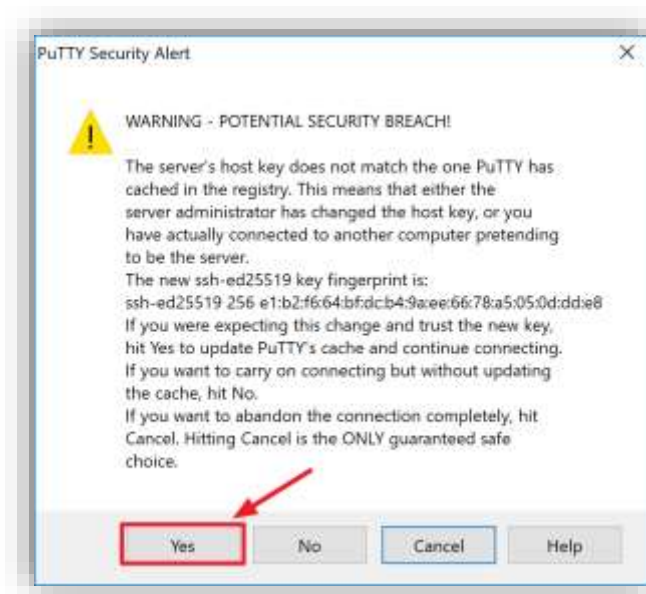 PuTTY Security Alert
WARNING - POTENTIAL SECURITY BREACH!
The server's host key does not match the one PuTTY has
cached in the registry. This means that either the
server administrator has changed the host key, or you
have actually connected to another computer pretending
to be the server.
The new ssh-ed25519 key fingerprint is:
ssh-ed25519 256 e1:b2:f6:64:bf:dc:b4:9a:ee:66:78:a5:05:0d:dd:e8
If you were expecting this change and trust the new key,
hit Yes to update PuTTY's cache and continue connecting.
If you want to carry on connecting but without updating
the cache, hit No.
If you want to abandon the connection completely, hit
Cancel. Hitting Cancel is the ONLY guaranteed safe
choice.
Yes No Cancel Help